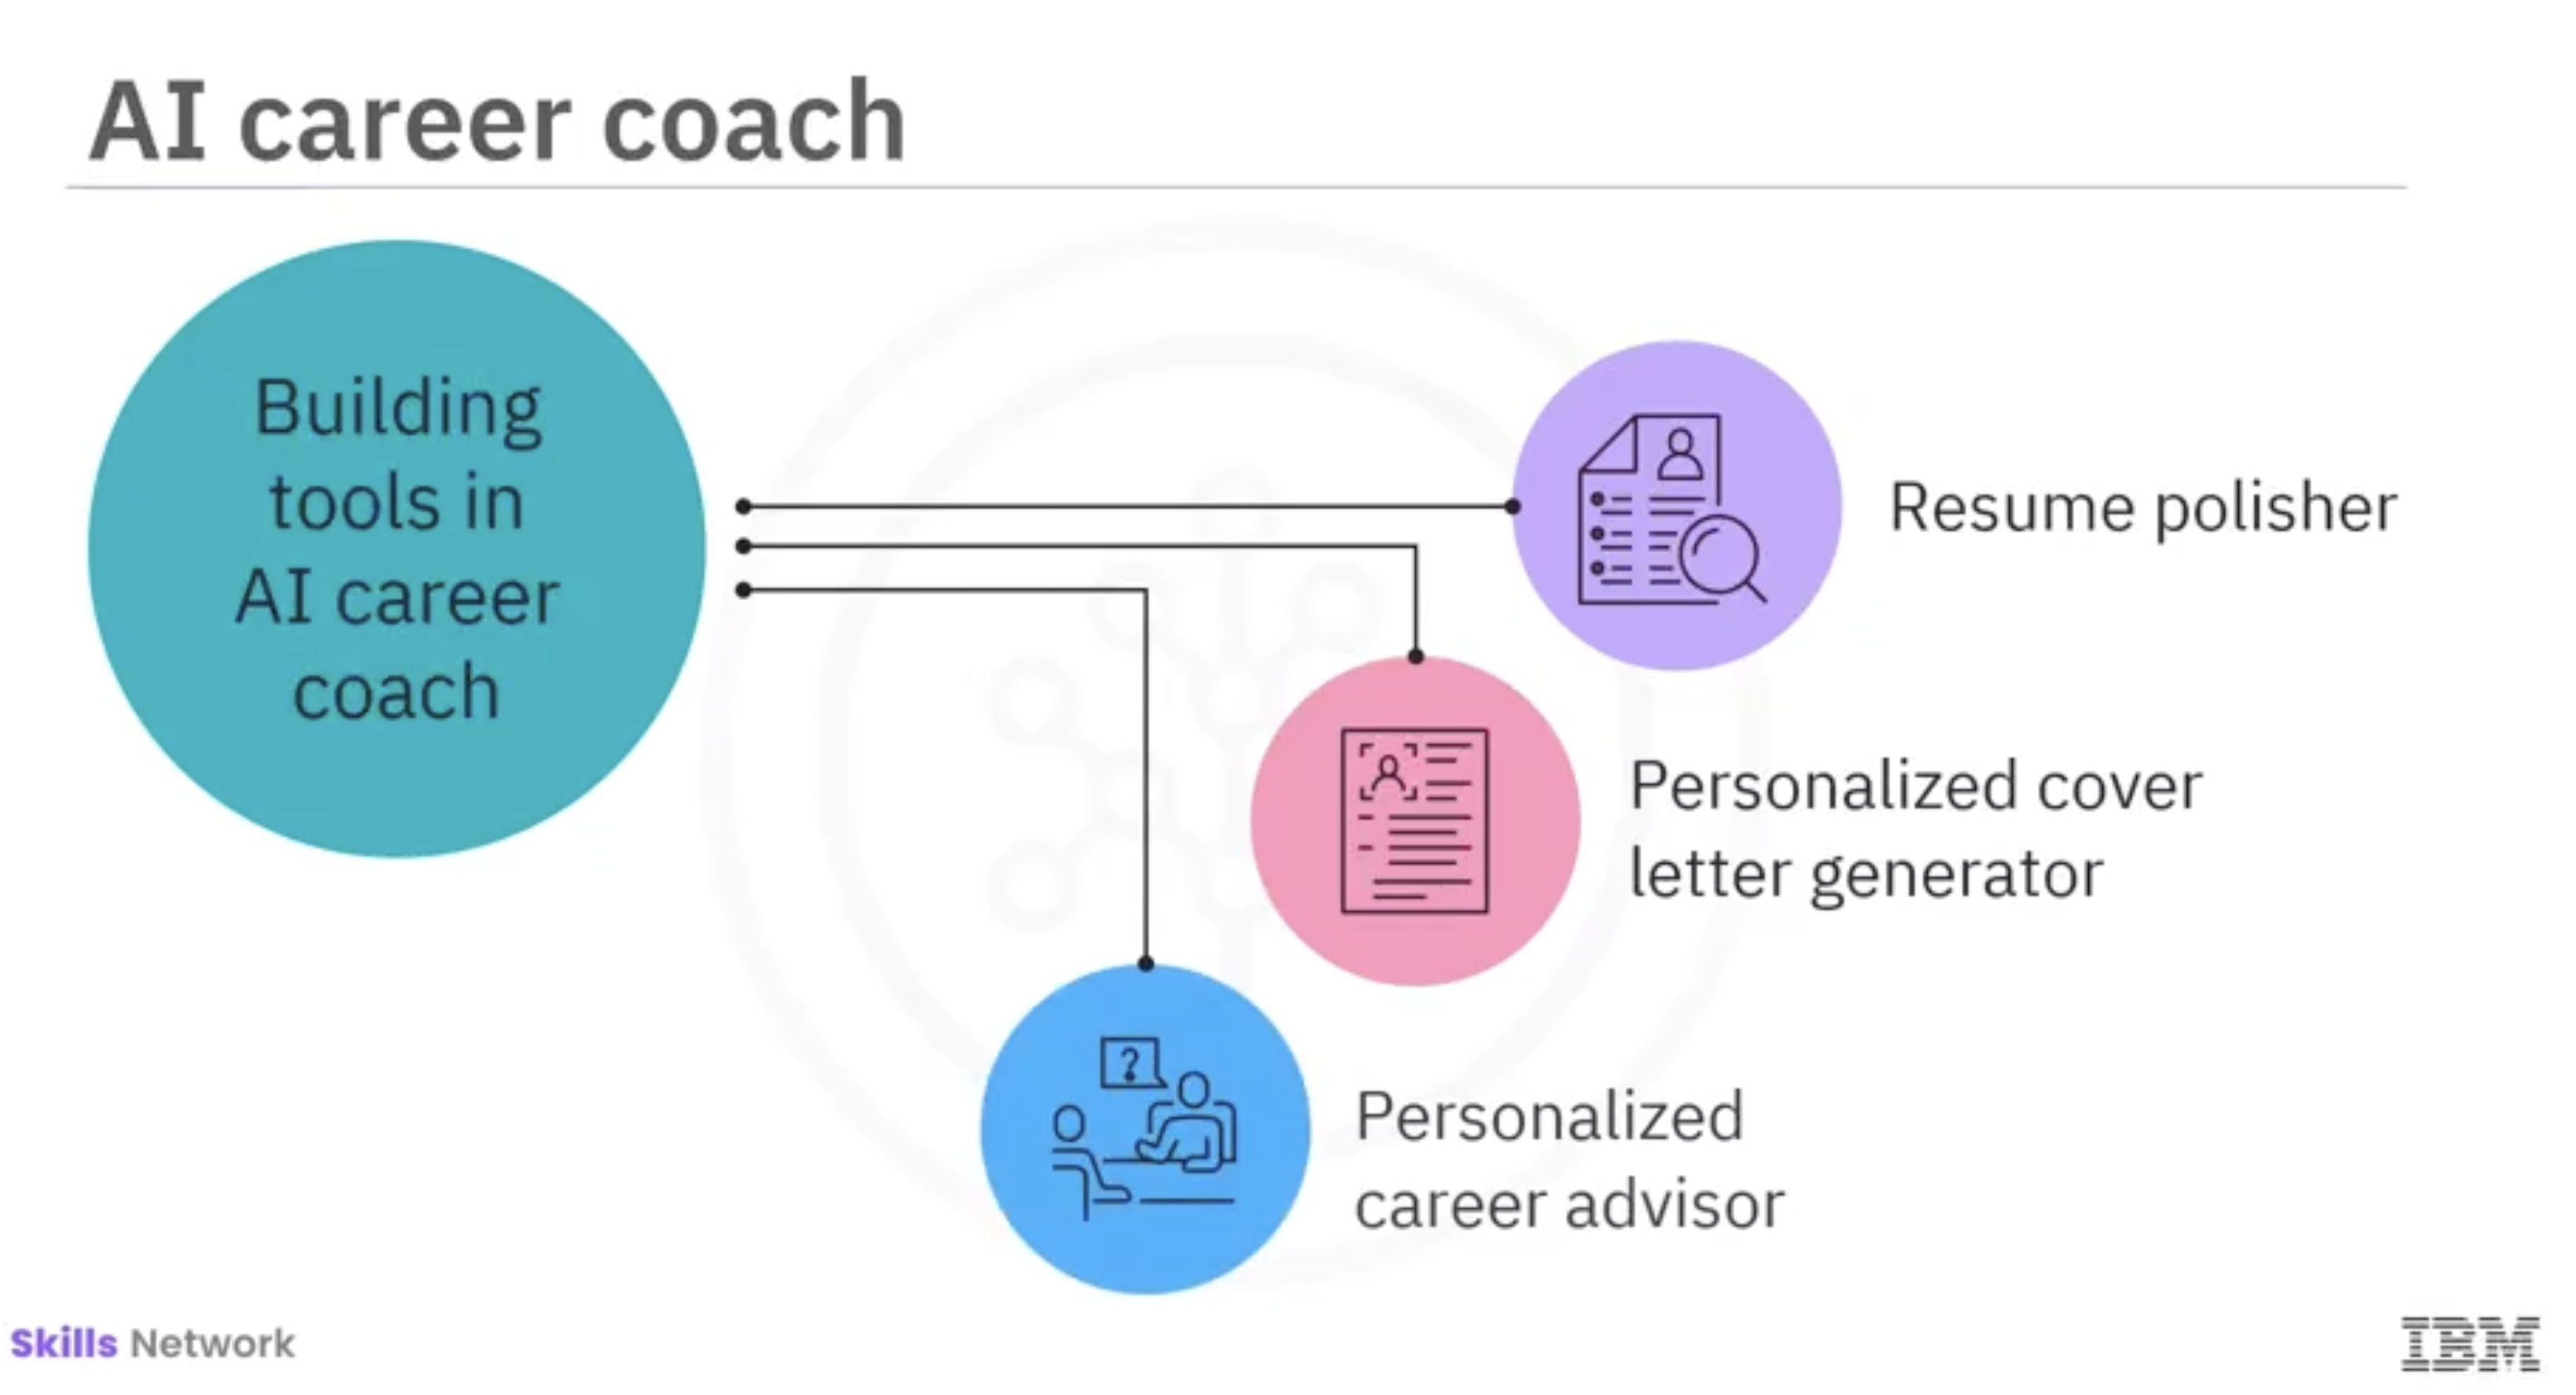 AI career coach
Building
tools in
AI career
coach
Resume polisher
Personalized cover
letter generator
?
Personalized
career advisor
Skills Network
IBM